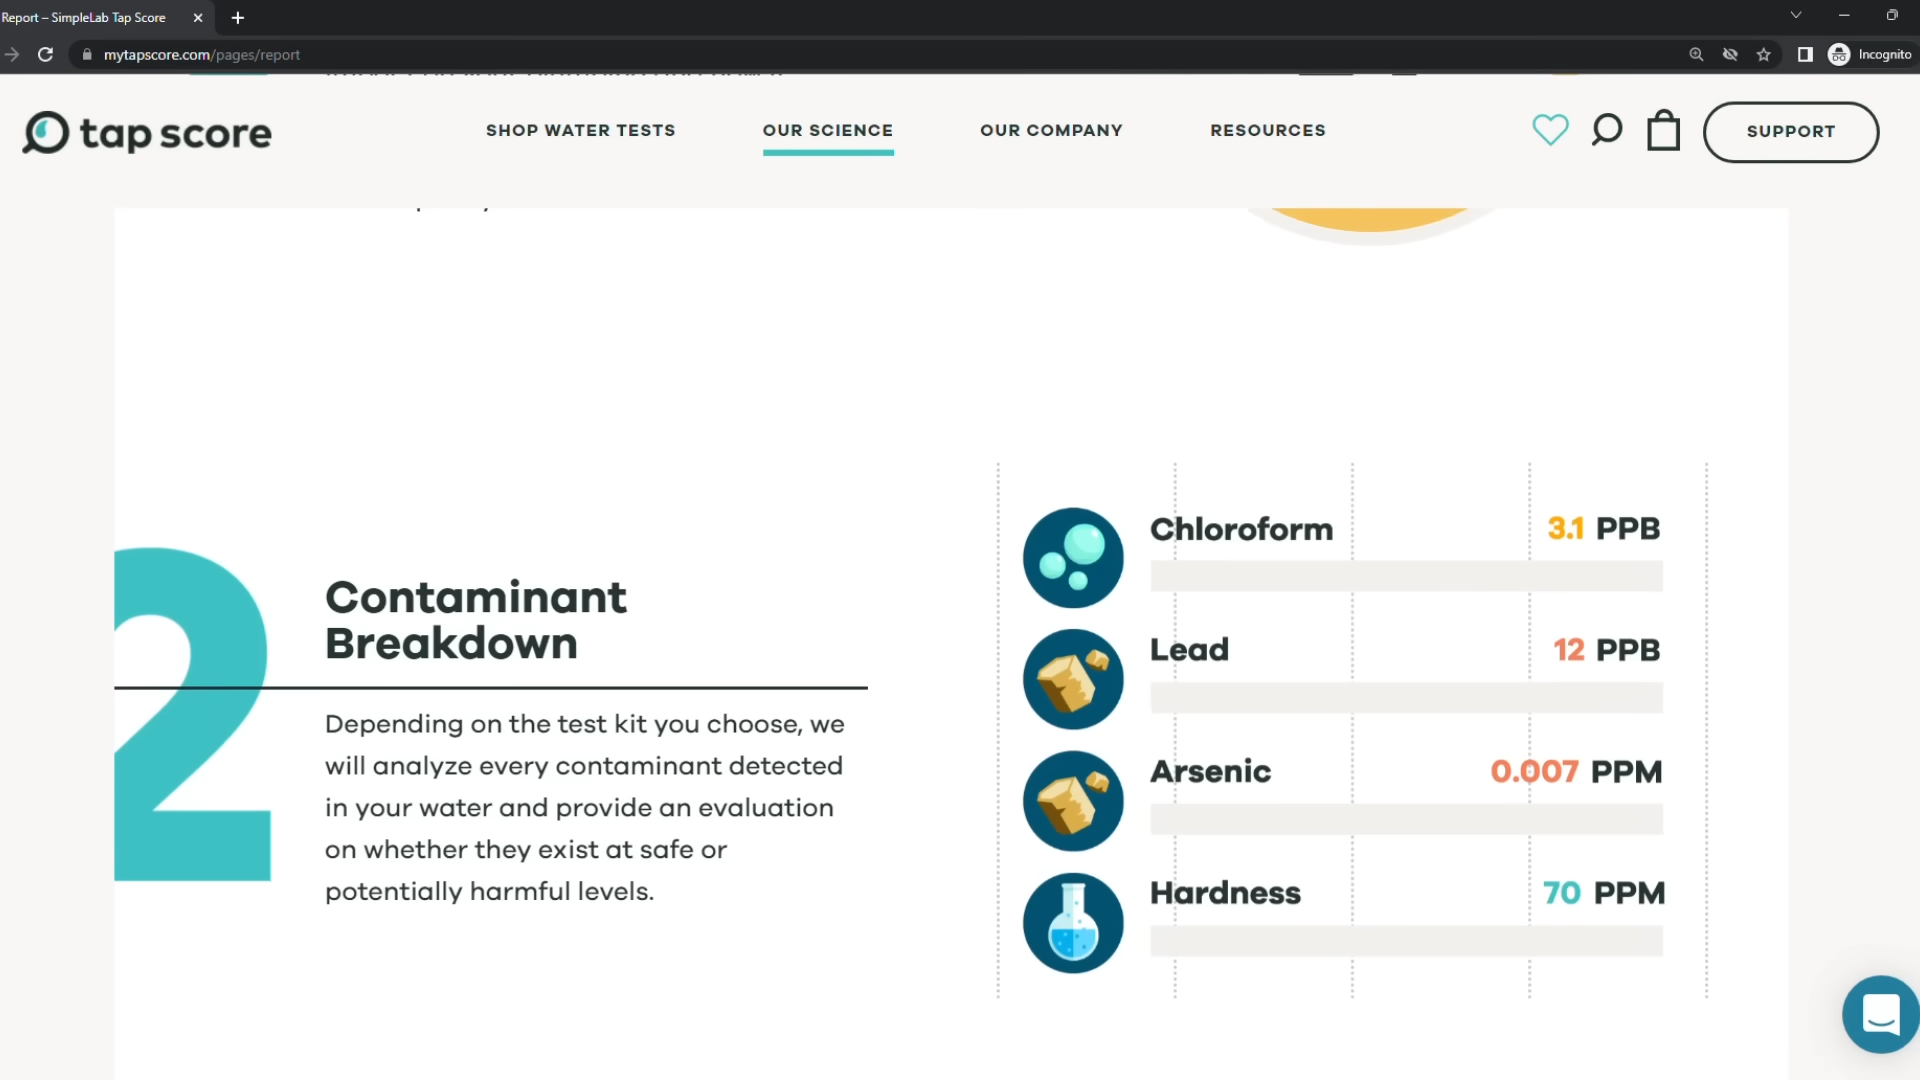 Report – SimpleLab Tap Score
mytapscore.com/pages/report
Incognito
tap score
SHOP WATER TESTS
OUR SCIENCE
OUR COMPANY
RESOURCES
SUPPORT
2
Contaminant
Breakdown
Depending on the test kit you choose, we
will analyze every contaminant detected
in your water and provide an evaluation
on whether they exist at safe or
potentially harmful levels.
Chloroform 3.1 PPB
Lead 12 PPB
Arsenic 0.007 PPM
Hardness 70 PPM